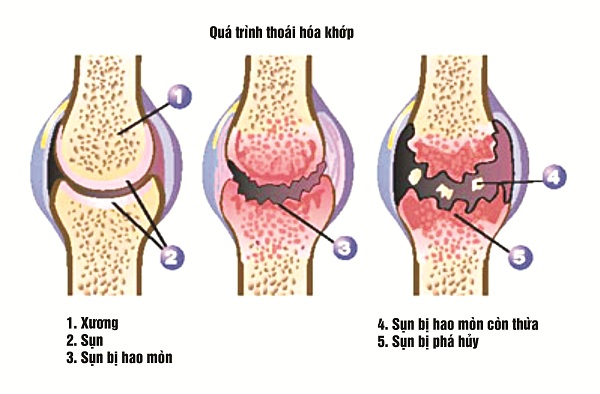 Quá trình thoái hóa khớp
1
2
3
4
5
1. Xương
2. Sụn
3. Sụn bị hao mòn
4. Sụn bị hao mòn còn thừa
5. Sụn bị phá hủy